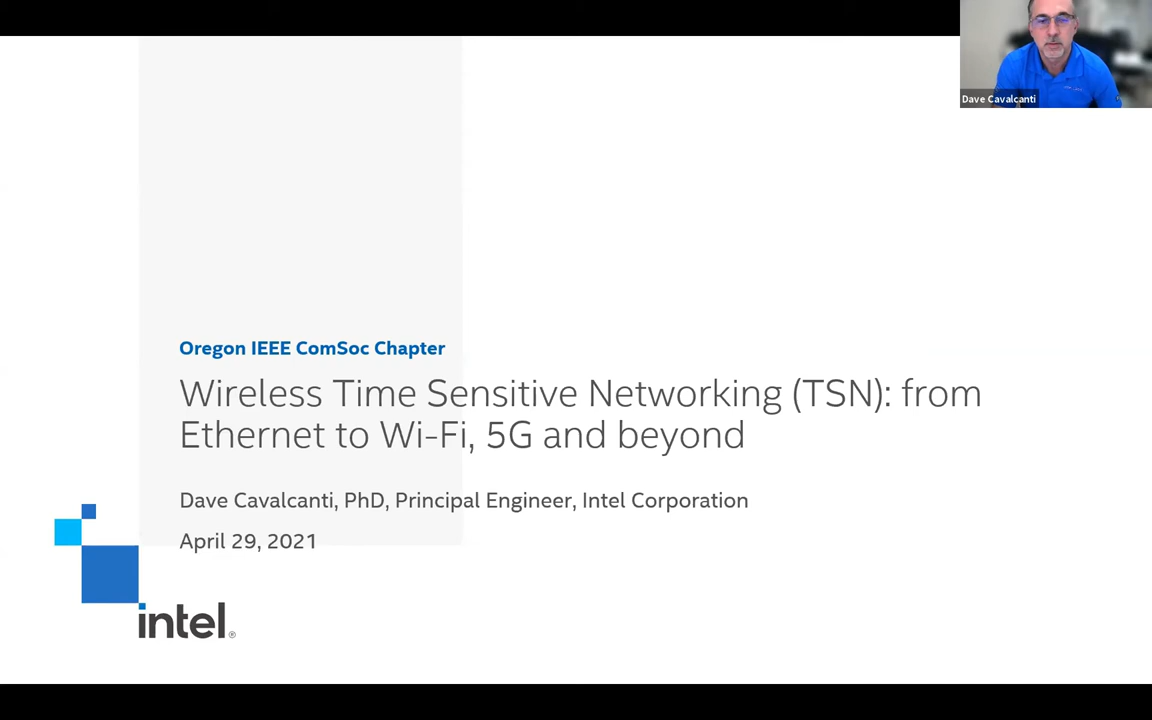 Dave Cavalcanti
Oregon IEEE ComSoc Chapter
Wireless Time Sensitive Networking (TSN): from
Ethernet to Wi-Fi, 5G and beyond
Dave Cavalcanti, PhD, Principal Engineer, Intel Corporation
April 29, 2021
intel®